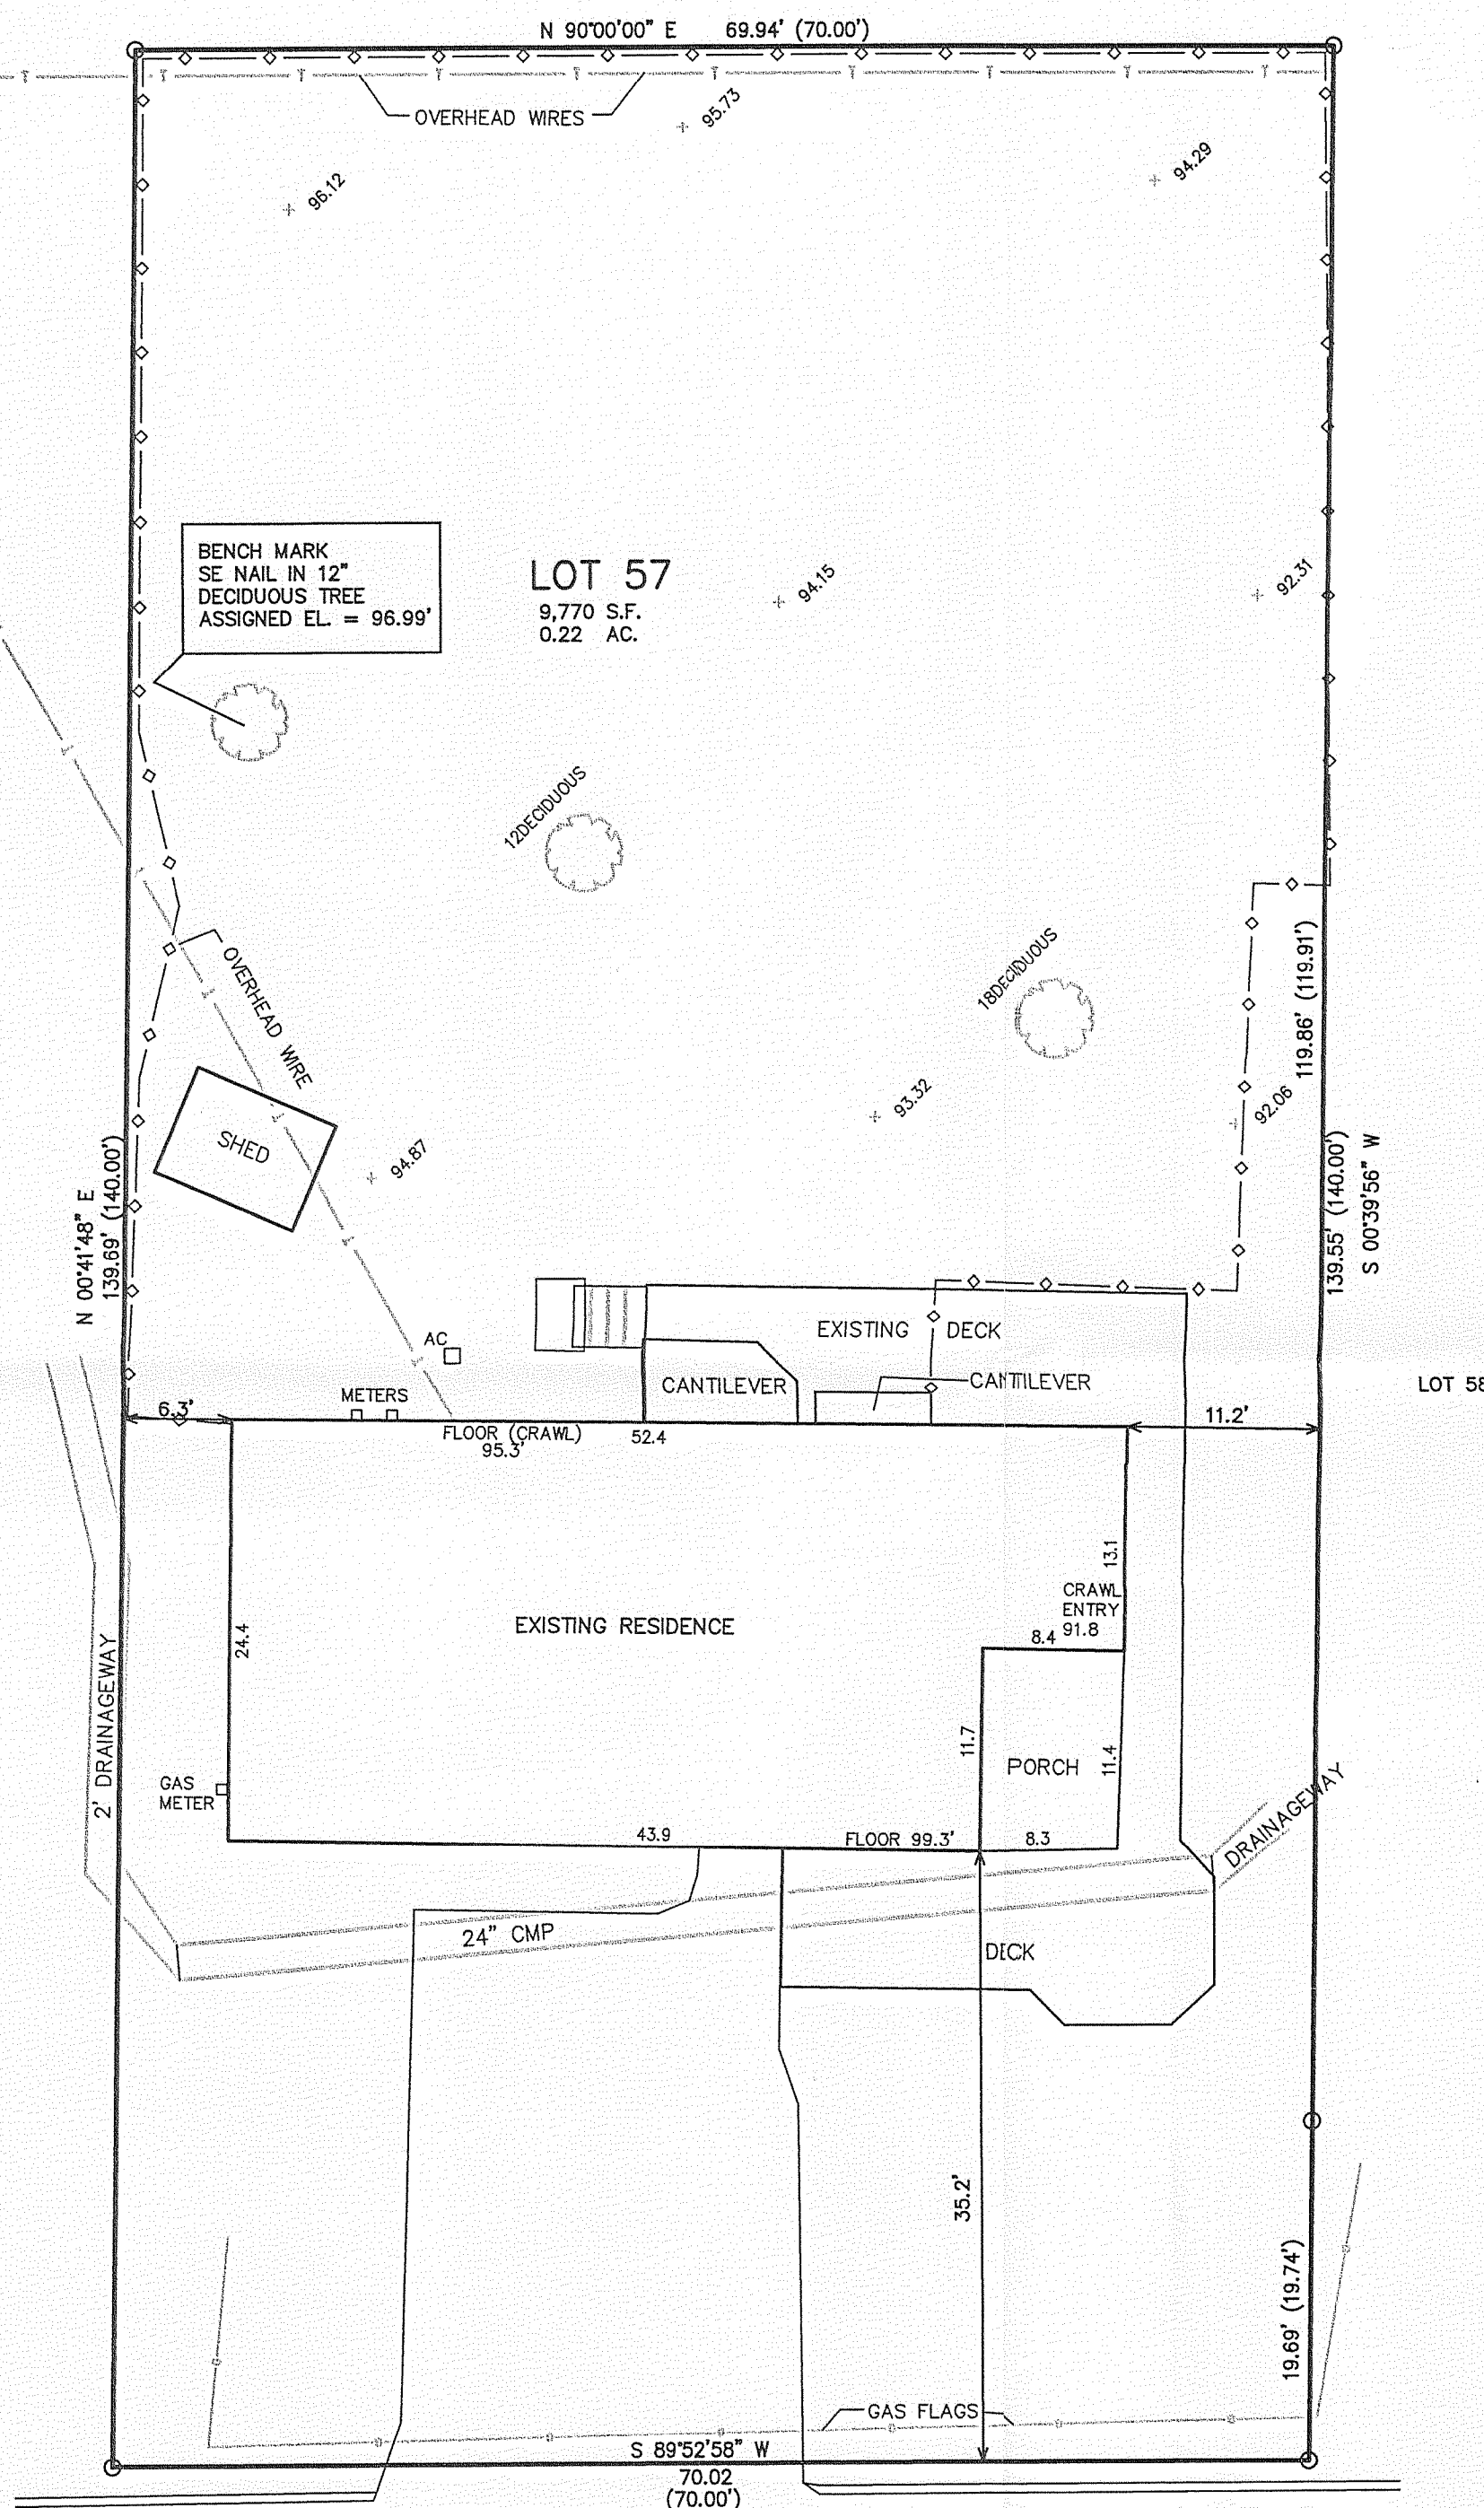 N 90°00'00" E 69.94' (70.00')
OVERHEAD WIRES
95.73
94.29
96.12
BENCH MARK
SE NAIL IN 12"
DECIDUOUS TREE
ASSIGNED EL. = 96.99'
LOT 57
9,770 S.F.
0.22 AC.
94.15
92.31
12DECIDUOUS
18DECIDUOUS
OVERHEAD WIRE
119.86' (119.91')
SHED
94.87
93.32
92.06
N 00°41'48" E
139.69' (140.00')
139.55' (140.00')
S 00°39'56" W
AC
EXISTING DECK
CANTILEVER
CANTILEVER
METERS
LOT 58
6.3'
11.2'
FLOOR (CRAWL)
95.3'
52.4
13.1
CRAWL
ENTRY
91.8
8.4
EXISTING RESIDENCE
24.4
2' DRAINAGEWAY
11.7
PORCH
11.4
GAS
METER
43.9
FLOOR 99.3'
8.3
DRAINAGEWAY
24" CMP
DECK
35.2'
19.69' (19.74')
GAS FLAGS
S 89°52'58" W
70.02
(70.00')